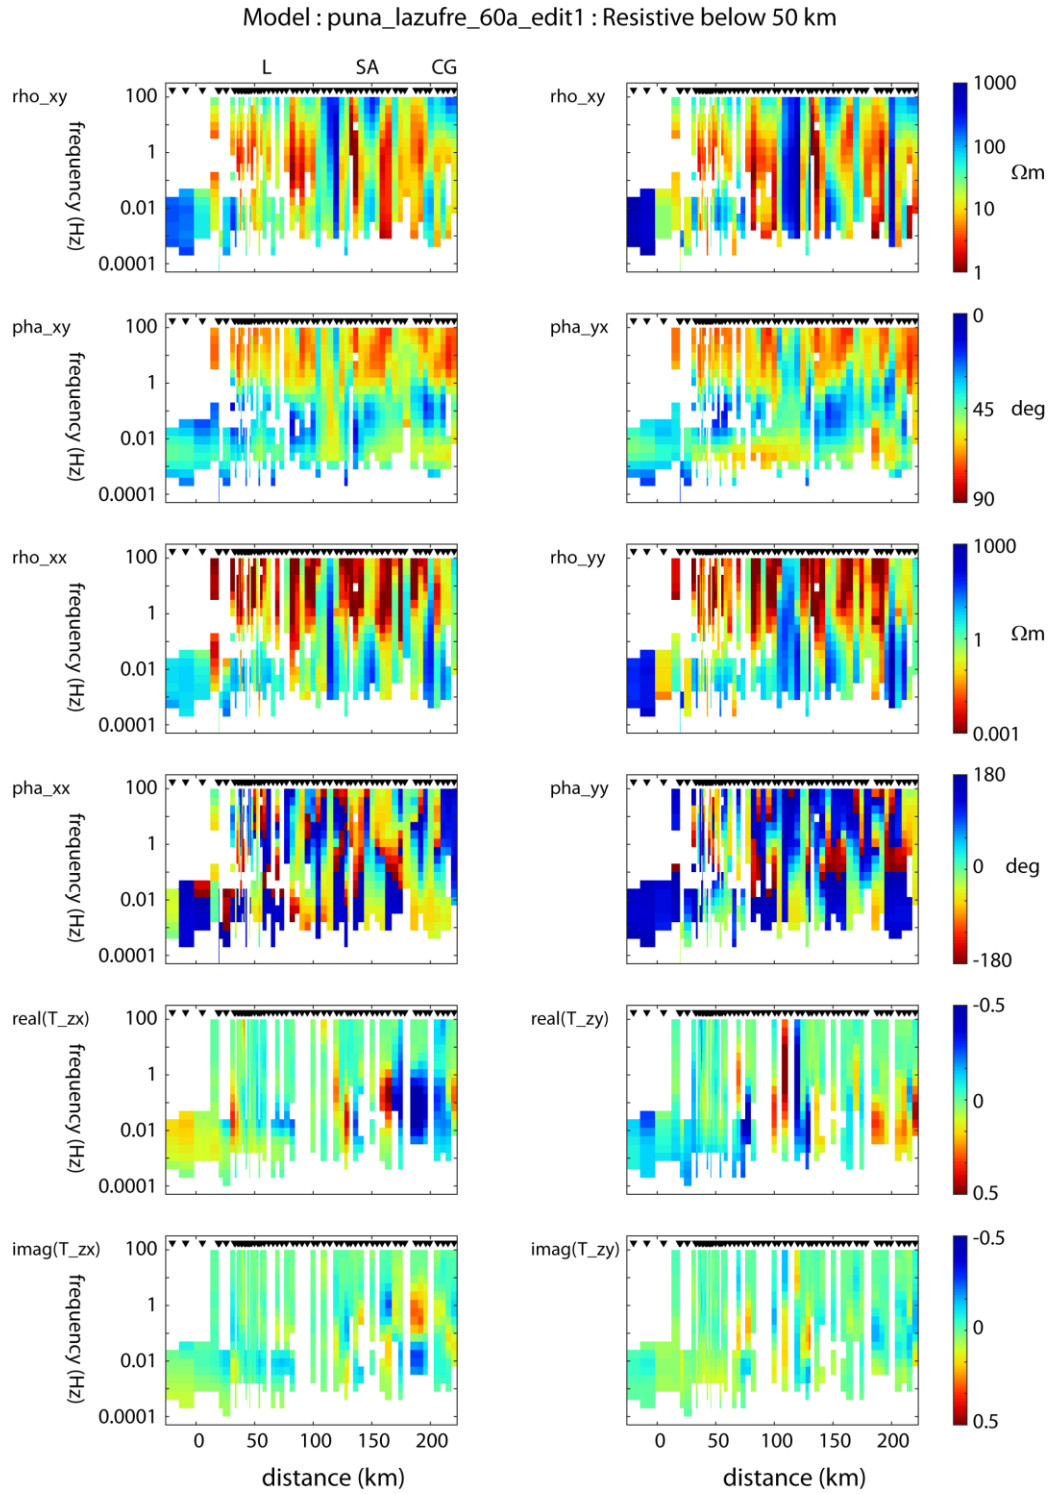 Model : puna_lazufre_60a_edit1 : Resistive below 50 km
L SA CG
rho_xy
frequency (Hz)
100
1
0.01
0.0001
rho_xy
1000
100
10
1
Ωm
pha_xy
frequency (Hz)
100
1
0.01
0.0001
pha_yx
0
45
90
deg
rho_xx
frequency (Hz)
100
1
0.01
0.0001
rho_yy
1000
1
0.001
Ωm
pha_xx
frequency (Hz)
100
1
0.01
0.0001
pha_yy
180
0
-180
deg
real(T_zx)
frequency (Hz)
100
1
0.01
0.0001
real(T_zy)
-0.5
0
0.5
imag(T_zx)
frequency (Hz)
100
1
0.01
0.0001
imag(T_zy)
-0.5
0
0.5
0 50 100 150 200
distance (km)
0 50 100 150 200
distance (km)